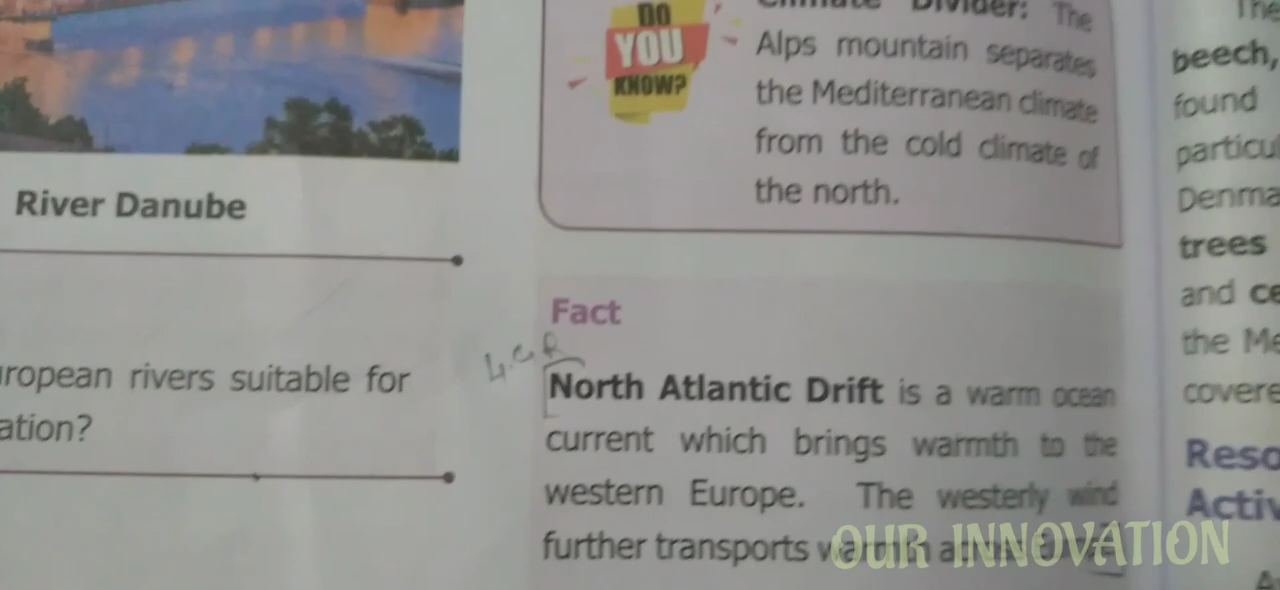 River Danube
uropean rivers suitable for
ation?
DO
YOU
KNOW?
Climate Divider: The
Alps mountain separates
the Mediterranean climate
from the cold climate of
the north.
Fact
North Atlantic Drift is a warm ocean
current which brings warmth to the
western Europe. The westerly wind
further transports warmth
OUR INNOVATION
The
beech,
found
particu
Denma
trees
and ce
the Me
covere
Reso
Activ